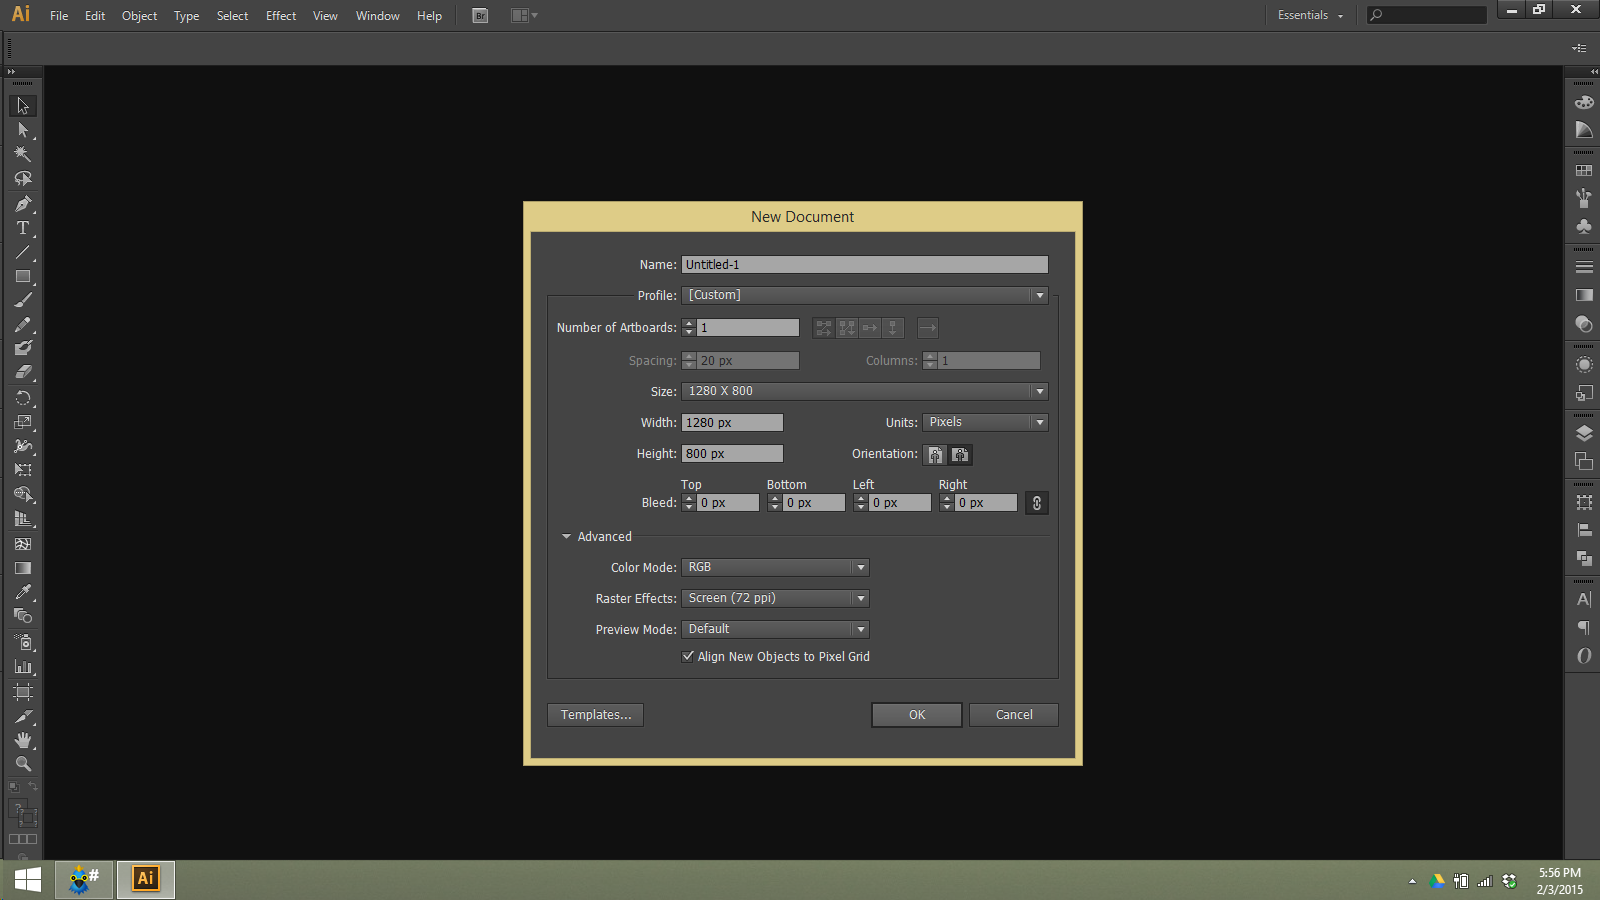 Ai File Edit Object Type Select Effect View Window Help Br Essentials
New Document
Name: Untitled-1
Profile: [Custom]
Number of Artboards: 1
Spacing: 20 px Columns: 1
Size: 1280 X 800
Width: 1280 px Units: Pixels
Height: 800 px Orientation:
Top Bottom Left Right
Bleed: 0 px 0 px 0 px 0 px
Advanced
Color Mode: RGB
Raster Effects: Screen (72 ppi)
Preview Mode: Default
Align New Objects to Pixel Grid
Templates... OK Cancel
# Ai
5:56 PM
2/3/2015